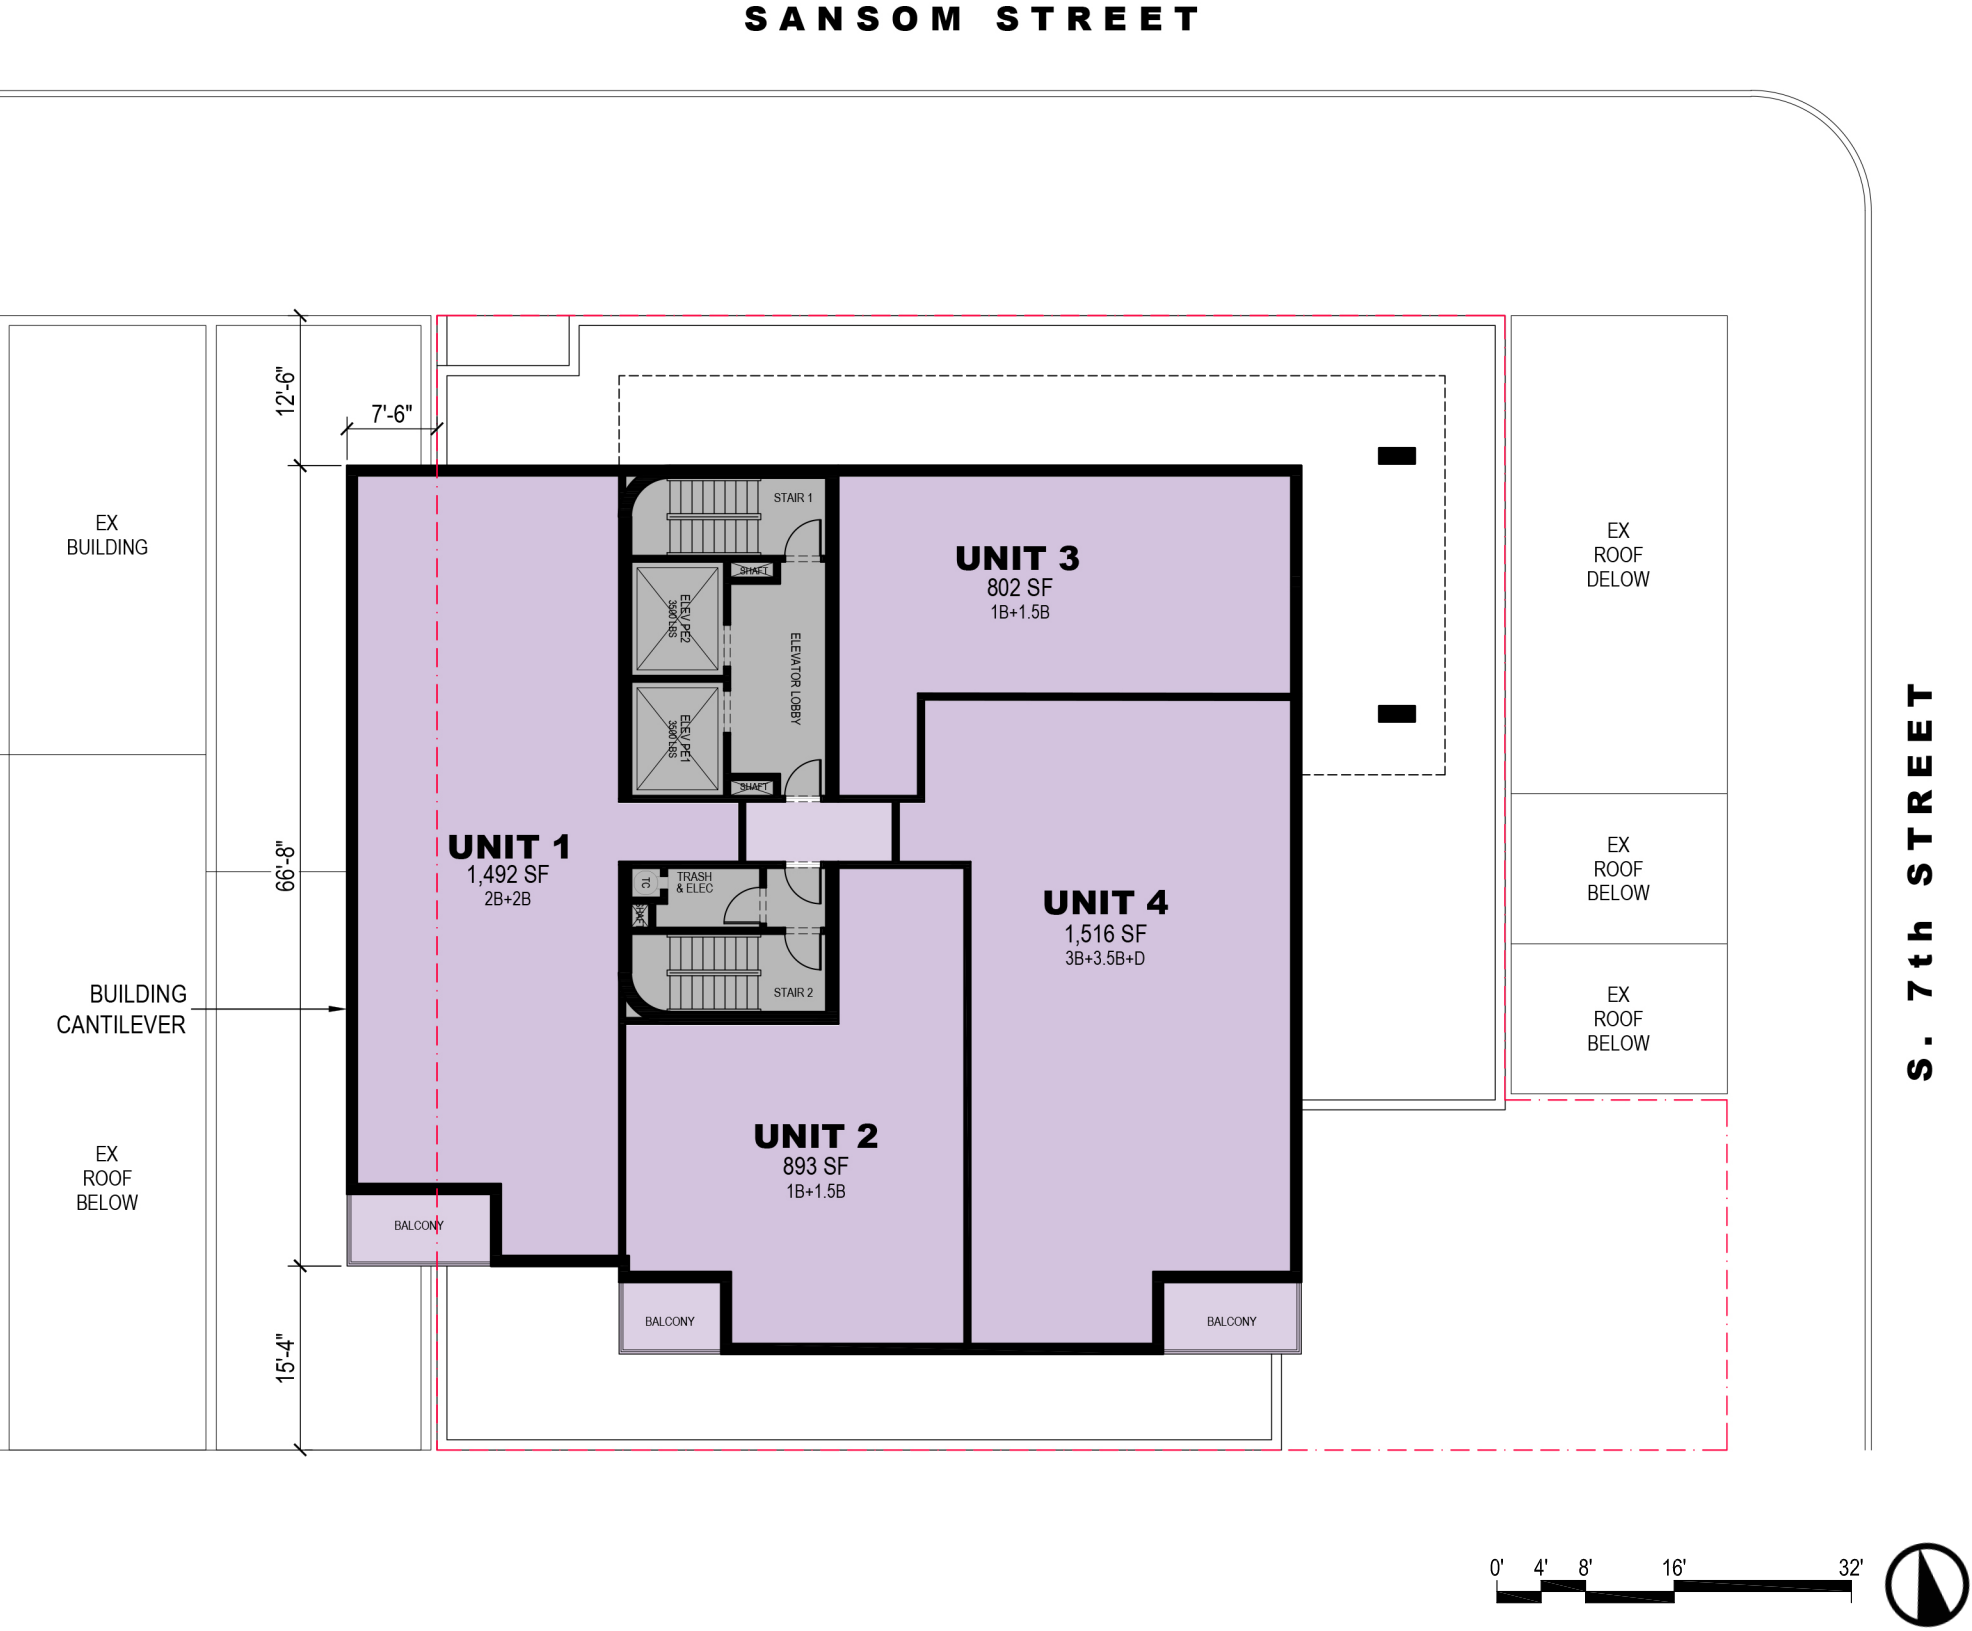 SANSOM STREET
12'-6"
7'-6"
EX
BUILDING
STAIR 1
SHAFT
ELEV PE2
3500 LBS
ELEVATOR LOBBY
ELEV PE1
3500 LBS
SHAFT
UNIT 3
802 SF
1B+1.5B
EX
ROOF
DELOW
S. 7th STREET
66'-8"
UNIT 1
1,492 SF
2B+2B
TC
TRASH
& ELEC
SHAFT
STAIR 2
UNIT 4
1,516 SF
3B+3.5B+D
EX
ROOF
BELOW
BUILDING
CANTILEVER
EX
ROOF
BELOW
EX
ROOF
BELOW
UNIT 2
893 SF
1B+1.5B
BALCONY
BALCONY
BALCONY
15'-4"
0' 4' 8' 16' 32'